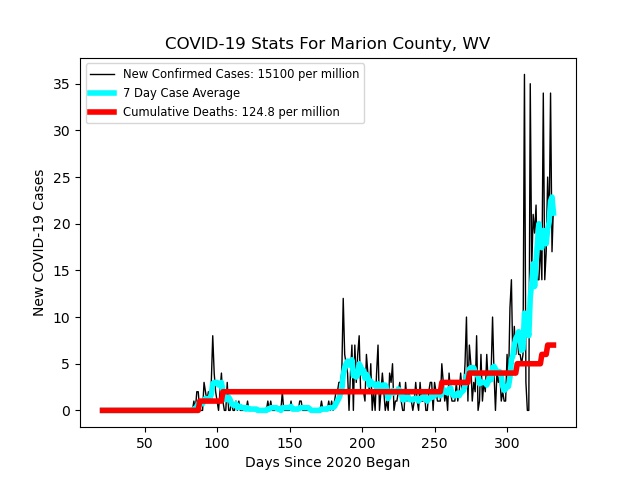 COVID-19 Stats For Marion County, WV
New Confirmed Cases: 15100 per million
7 Day Case Average
Cumulative Deaths: 124.8 per million
New COVID-19 Cases
35
30
25
20
15
10
5
0
50 100 150 200 250 300
Days Since 2020 Began